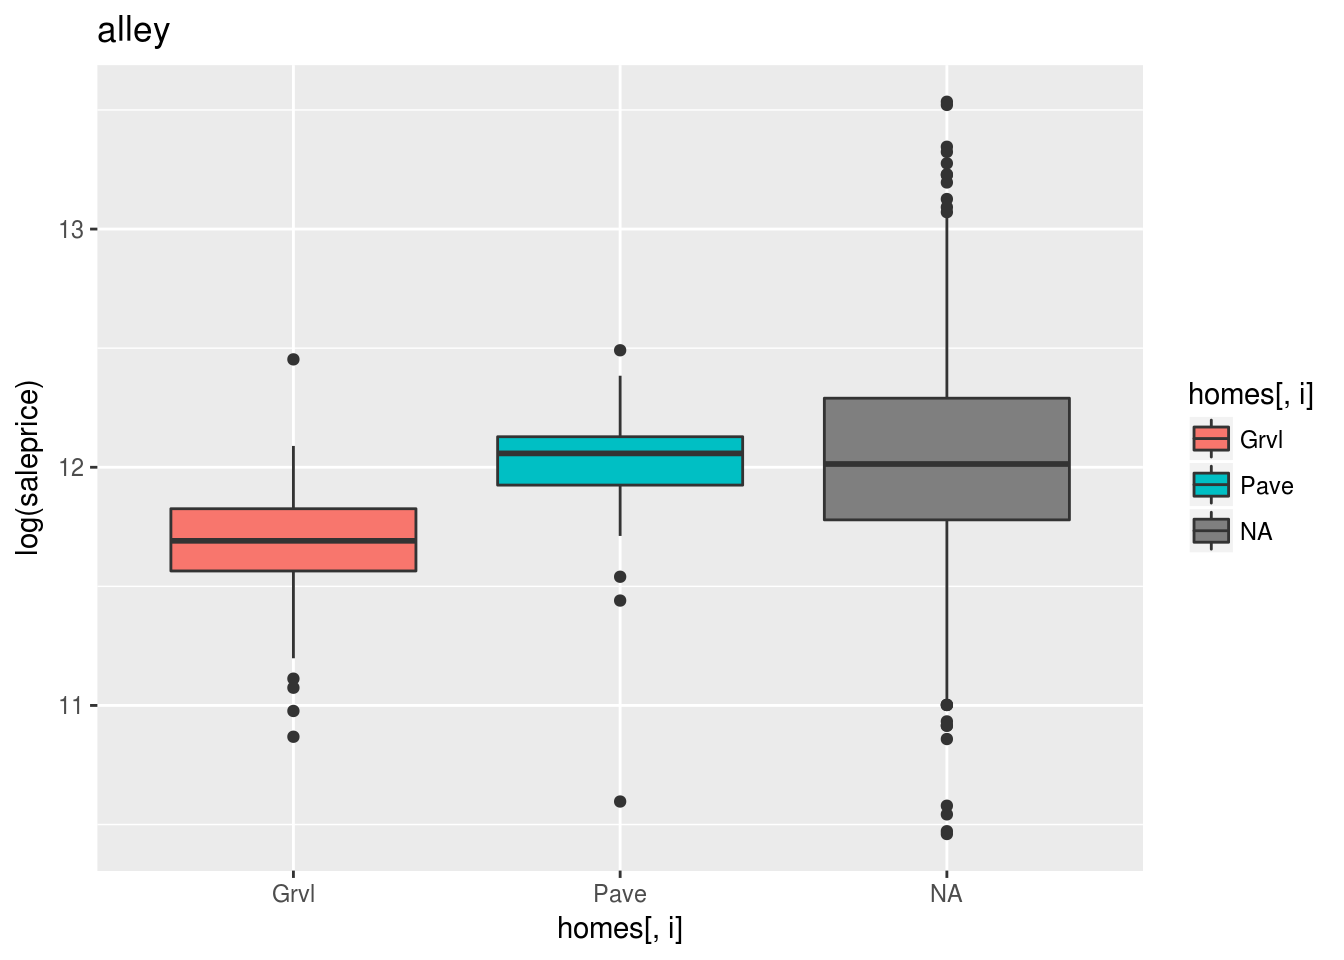 alley
13
12
11
log(saleprice)
Grvl
Pave
NA
homes[, i]
homes[, i]
Grvl
Pave
NA